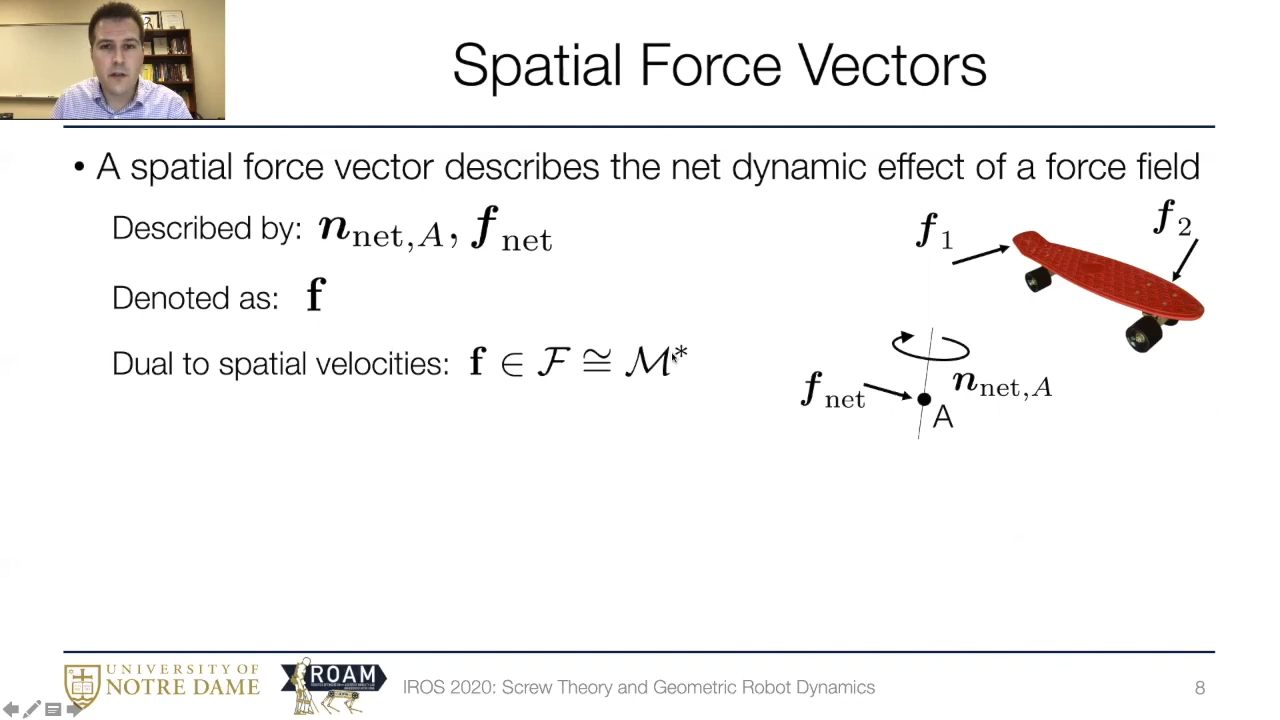 Spatial Force Vectors
• A spatial force vector describes the net dynamic effect of a force field
Described by: n_net,A, f_net
Denoted as: f
Dual to spatial velocities: f ∈ ℱ ≅ ℳ*
f_1
f_2
f_net
n_net,A
A
UNIVERSITY OF
NOTRE DAME
ROAM
IROS 2020: Screw Theory and Geometric Robot Dynamics
8